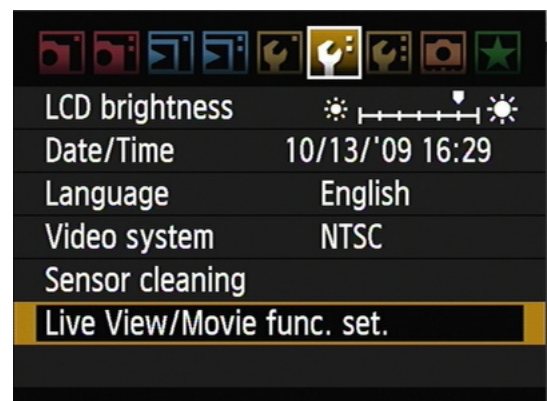 LCD brightness
Date/Time 10/13/'09 16:29
Language English
Video system NTSC
Sensor cleaning
Live View/Movie func. set.